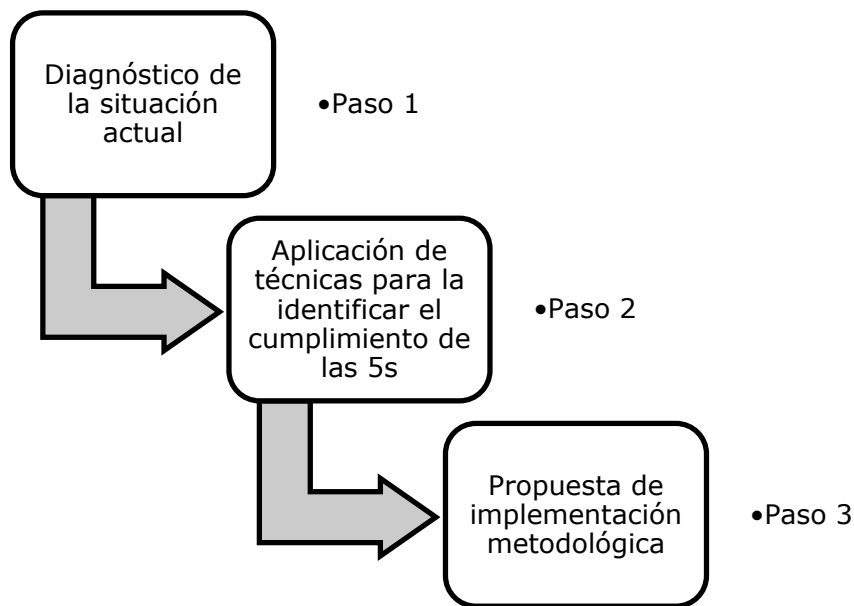 Diagnóstico de
la situación
actual
•Paso 1
Aplicación de
técnicas para la
identificar el
cumplimiento de
las 5s
•Paso 2
Propuesta de
implementación
metodológica
•Paso 3